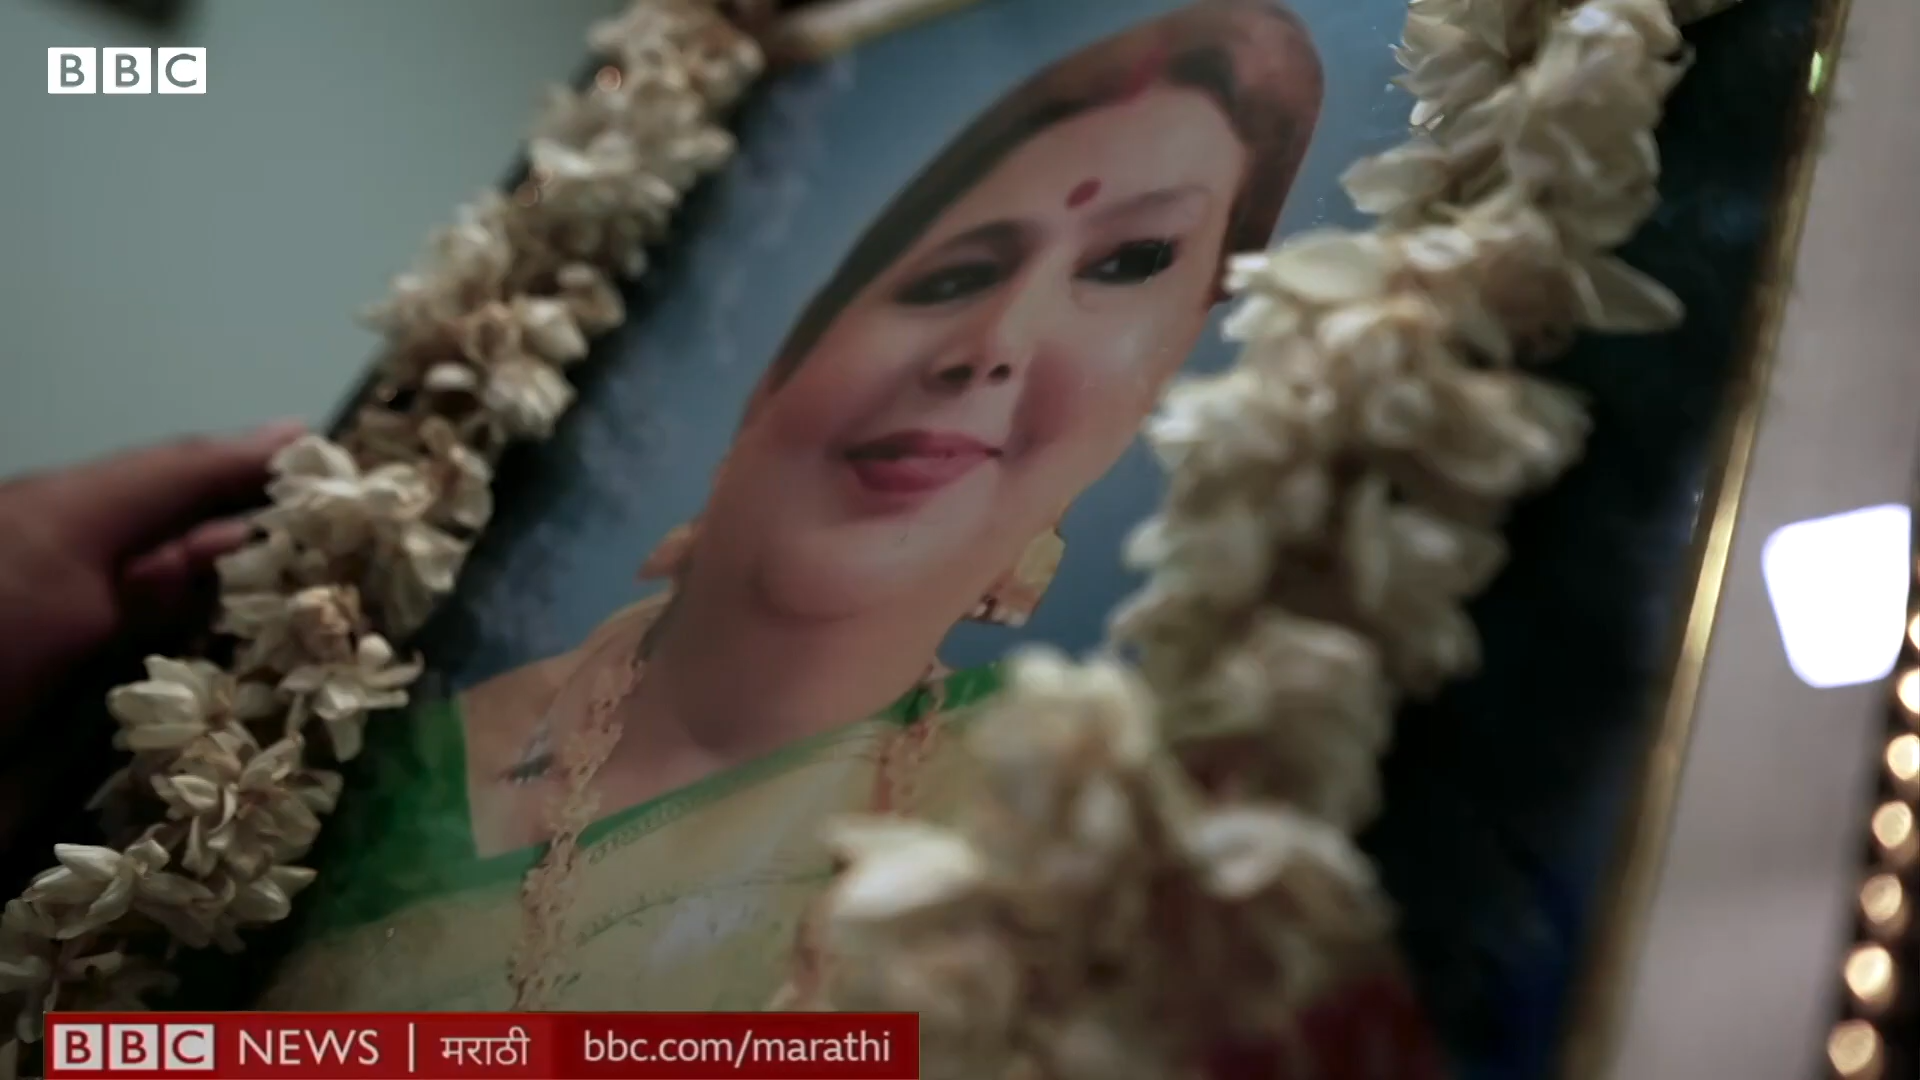 BBC
BBC NEWS | मराठी bbc.com/marathi